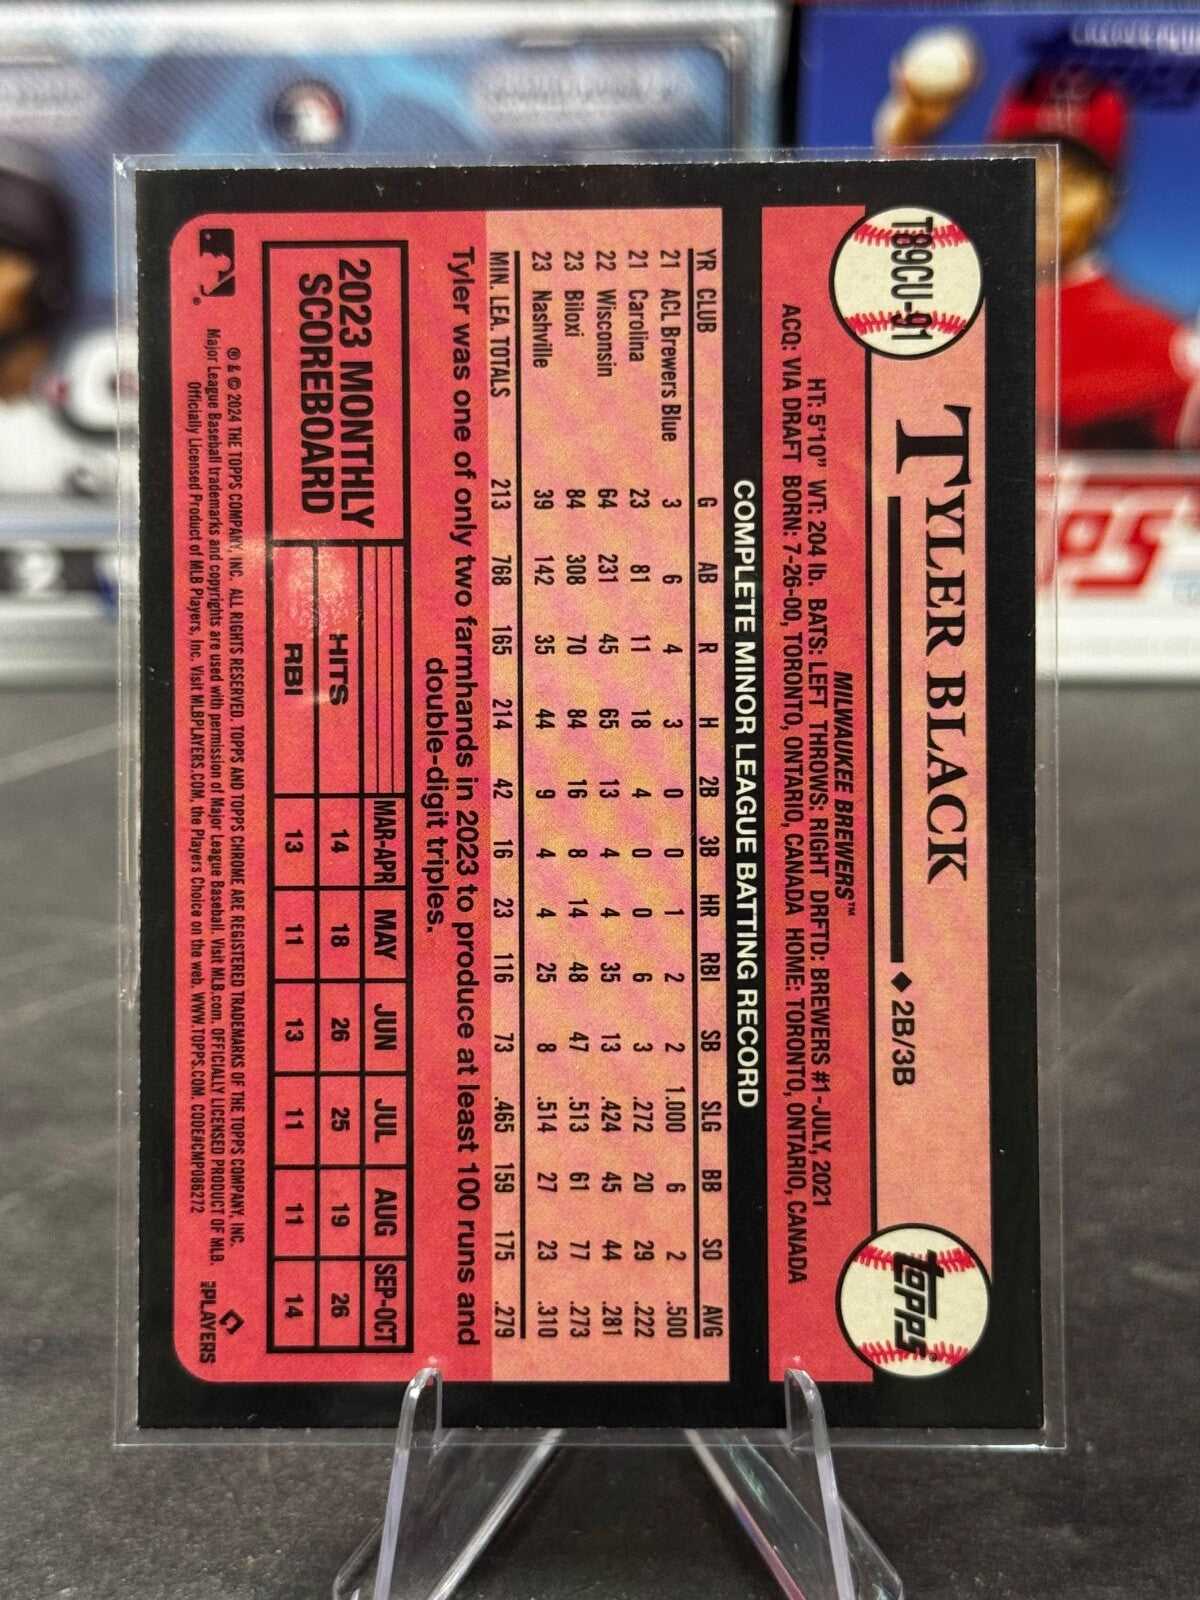 T89CU-91
TYLER BLACK
◆ 2B/3B
topps®
MILWAUKEE BREWERS™
HT: 5'10" WT: 204 lb. BATS: LEFT THROWS: RIGHT DRFTD: BREWERS #1-JULY, 2021
ACQ: VIA DRAFT BORN: 7-26-00, TORONTO, ONTARIO, CANADA HOME: TORONTO, ONTARIO, CANADA
COMPLETE MINOR LEAGUE BATTING RECORD
YR CLUB G AB R H 2B 3B HR RBI SB SLG BB SO AVG
21 ACL Brewers Blue 3 6 4 3 0 0 1 2 2 1.000 6 2 .500
21 Carolina 23 81 11 18 4 0 0 6 3 .272 20 29 .222
22 Wisconsin 64 231 45 65 13 4 4 35 13 .424 45 44 .281
23 Biloxi 84 308 70 84 16 8 14 48 47 .513 61 77 .273
23 Nashville 39 142 35 44 9 4 4 25 8 .514 27 23 .310
MIN. LEA. TOTALS 213 768 165 214 42 16 23 116 73 .465 159 175 .279
Tyler was one of only two farmhands in 2023 to produce at least 100 runs and
double-digit triples.
2023 MONTHLY
SCOREBOARD
MAR-APR MAY JUN JUL AUG SEP-OCT
HITS 14 18 26 25 19 26
RBI 13 11 13 11 11 14
® & © 2024 THE TOPPS COMPANY, INC. ALL RIGHTS RESERVED. TOPPS AND TOPPS CHROME ARE REGISTERED TRADEMARKS OF THE TOPPS COMPANY, INC.
Major League Baseball trademarks and copyrights are used with permission of Major League Baseball. Visit MLB.com. OFFICIALLY LICENSED PRODUCT OF MLB.
Officially Licensed Product of MLB Players, Inc. Visit MLBPLAYERS.COM, the Players Choice on the web. WWW.TOPPS.COM. CODE#CMP086272
MLB PLAYERS